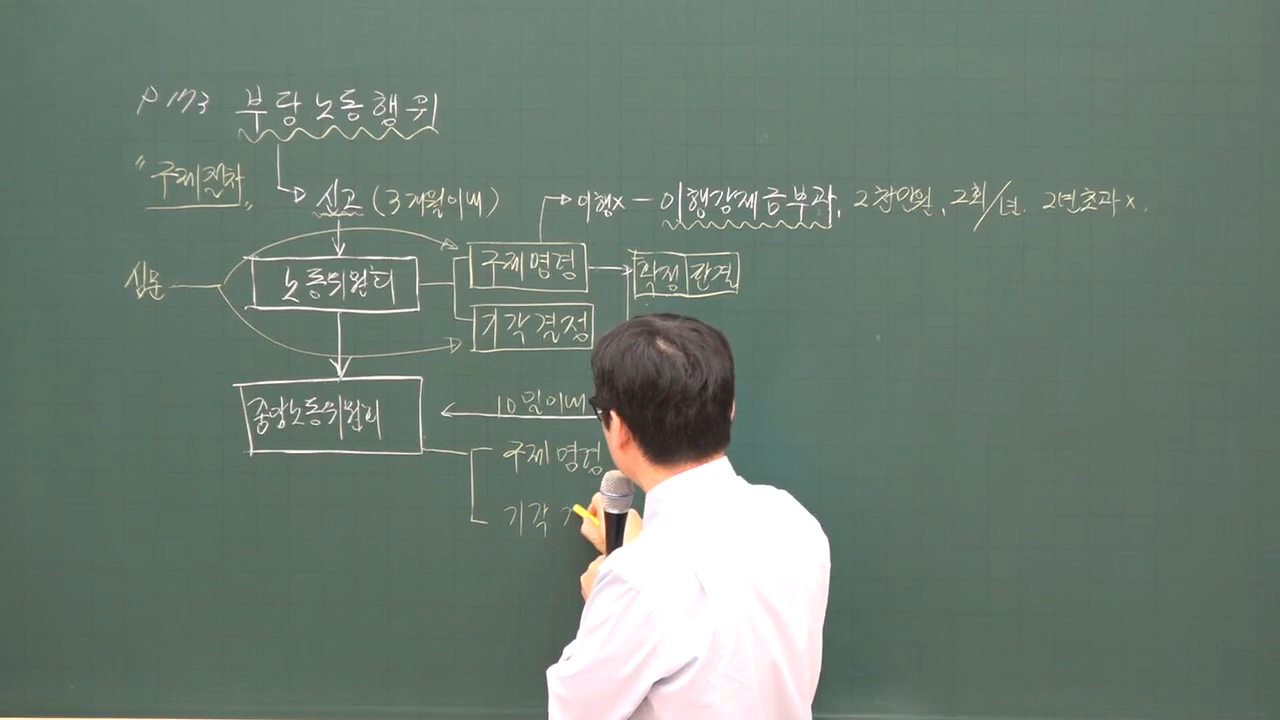 P 173 부당노동행위
"구제절차"
신고 (3개월이내)
이행x – 이행강제금부과, 2천만원, 2회/년. 2년초과x.
심문
노동위원회
구제명령
확정판결
기각결정
10일이내
중앙노동위원회
구제명령
기각